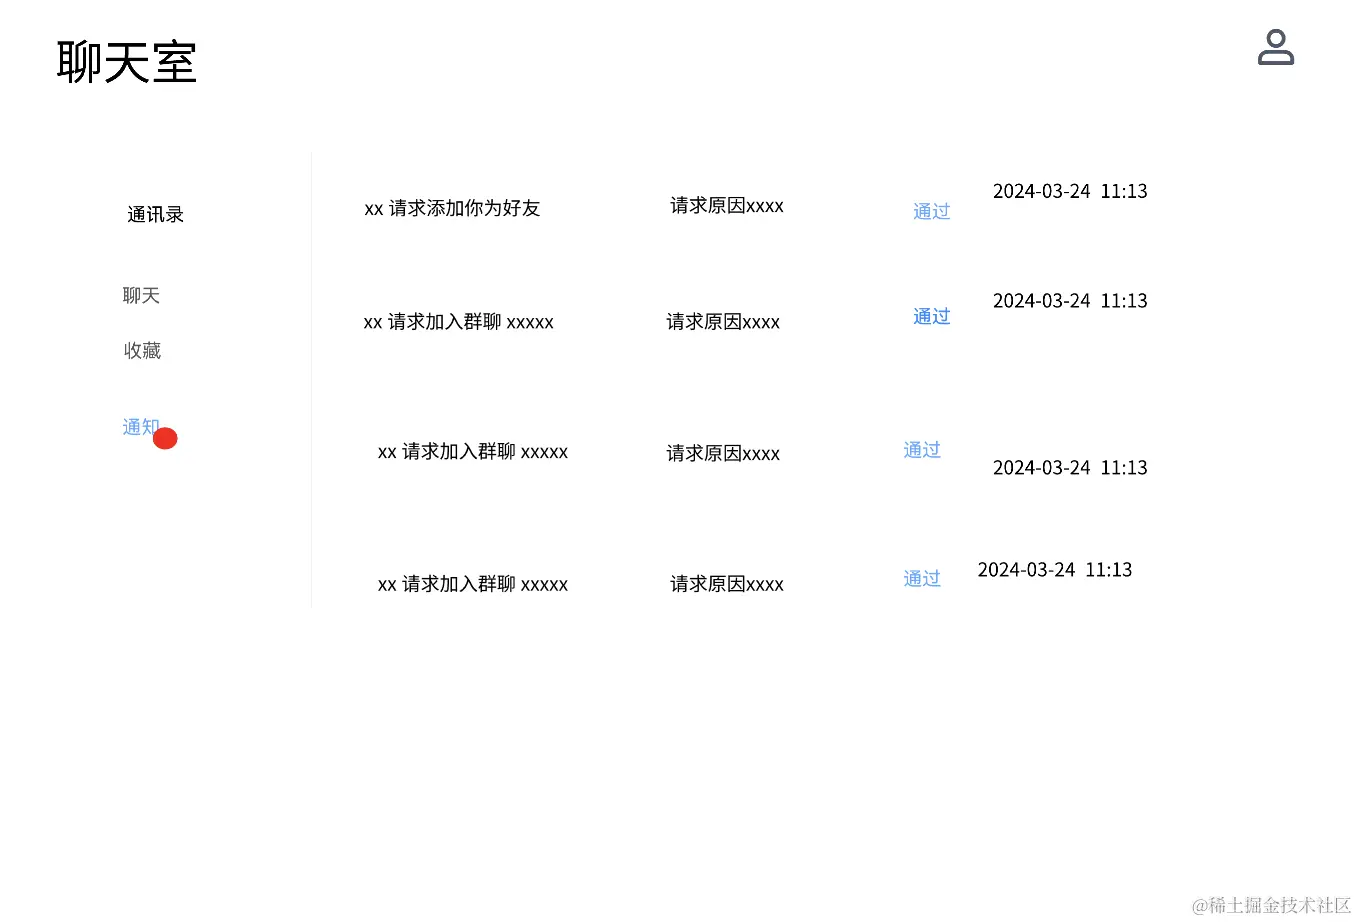 聊天室
通讯录
聊天
收藏
通知
xx 请求添加你为好友 请求原因xxxx 通过 2024-03-24 11:13
xx 请求加入群聊 xxxxx 请求原因xxxx 通过 2024-03-24 11:13
xx 请求加入群聊 xxxxx 请求原因xxxx 通过 2024-03-24 11:13
xx 请求加入群聊 xxxxx 请求原因xxxx 通过 2024-03-24 11:13
@稀土掘金技术社区